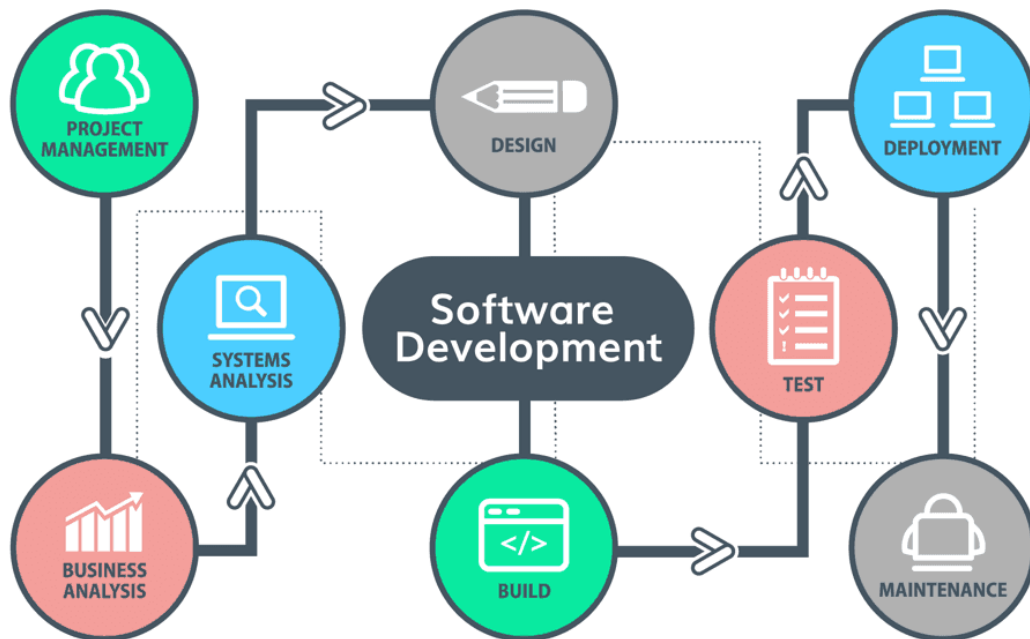 PROJECT
MANAGEMENT
BUSINESS
ANALYSIS
SYSTEMS
ANALYSIS
DESIGN
Software
Development
</>
BUILD
TEST
DEPLOYMENT
MAINTENANCE